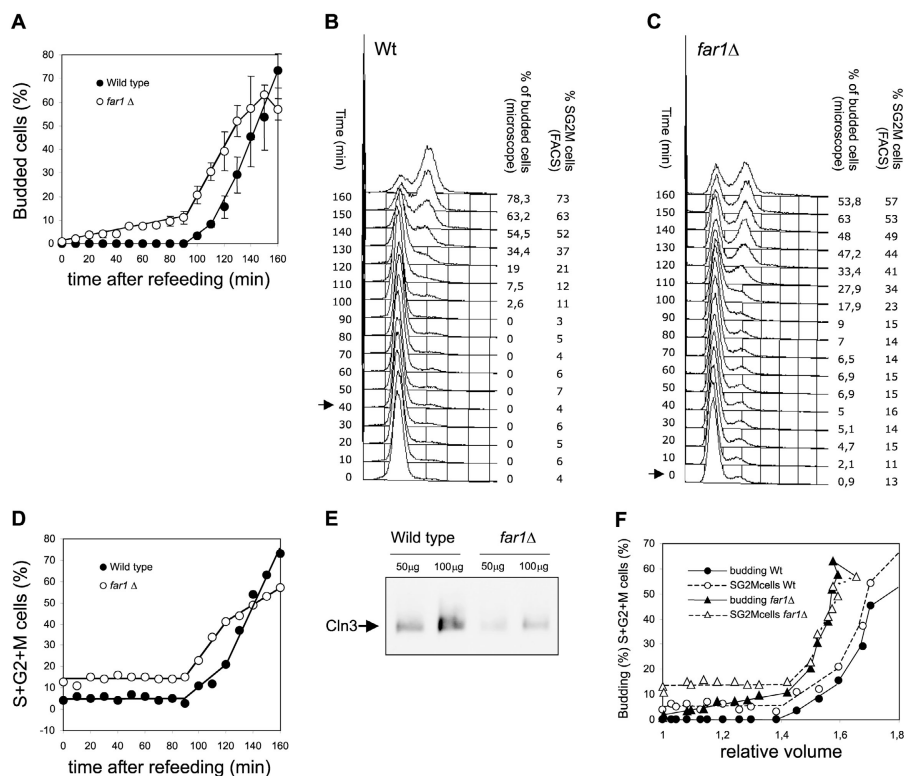 A
Budded cells (%)
80
70
60
50
40
30
20
10
0
-10
Wild type
far1 Δ
0 20 40 60 80 100 120 140 160
time after refeeding (min)
B
Wt
Time (min)
% of budded cells
(microscope)
% SG2M cells
(FACS)
160 78,3 73
150 63,2 63
140 54,5 52
130 34,4 37
120 19 21
110 7,5 12
100 2,6 11
90 0 3
80 0 5
70 0 4
60 0 6
50 0 7
40 0 4
30 0 6
20 0 5
10 0 6
0 0 4
C
far1Δ
Time (min)
% of budded cells
(microscope)
% SG2M cells
(FACS)
160 53,8 57
150 63 53
140 48 49
130 47,2 44
120 33,4 41
110 27,9 34
100 17,9 23
90 9 15
80 7 14
70 6,5 14
60 6,9 15
50 6,9 15
40 5 16
30 5,1 14
20 4,7 15
10 2,1 11
0 0,9 13
D
S+G2+M cells (%)
80
70
60
50
40
30
20
10
0
-10
Wild type
far1 Δ
0 20 40 60 80 100 120 140 160
time after refeeding (min)
E
Wild type far1Δ
50µg 100µg 50µg 100µg
Cln3
F
Budding (%) S+G2+M cells (%)
70
60
50
40
30
20
10
0
budding Wt
SG2Mcells Wt
budding far1Δ
SG2Mcells far1Δ
1 1,2 1,4 1,6 1,8
relative volume